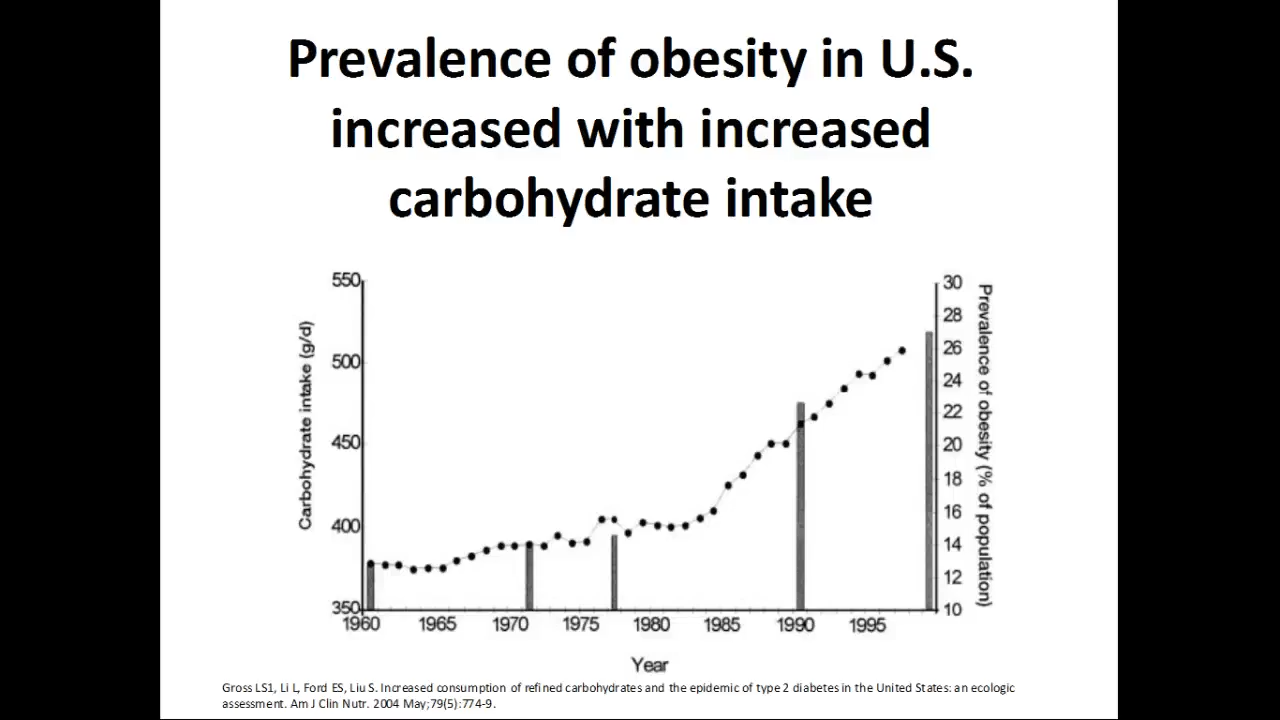 Prevalence of obesity in U.S.
increased with increased
carbohydrate intake
550
500
450
400
350
Carbohydrate intake (g/d)
30
28
26
24
22
20
18
16
14
12
10
Prevalence of obesity (% of population)
1960 1965 1970 1975 1980 1985 1990 1995
Year
Gross LS1, Li L, Ford ES, Liu S. Increased consumption of refined carbohydrates and the epidemic of type 2 diabetes in the United States: an ecologic
assessment. Am J Clin Nutr. 2004 May;79(5):774-9.